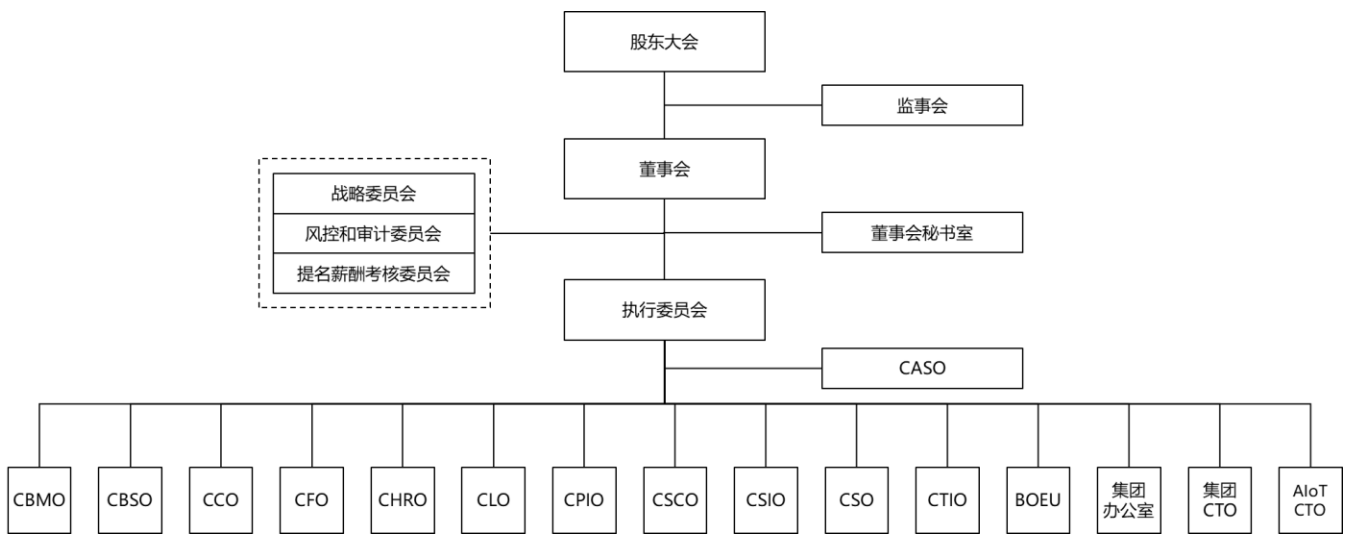 股东大会
监事会
董事会
战略委员会
风控和审计委员会
提名薪酬考核委员会
董事会秘书室
执行委员会
CASO
CBMO
CBSO
CCO
CFO
CHRO
CLO
CPIO
CSCO
CSIO
CSO
CTIO
BOEU
集团
办公室
集团
CTO
AIoT
CTO